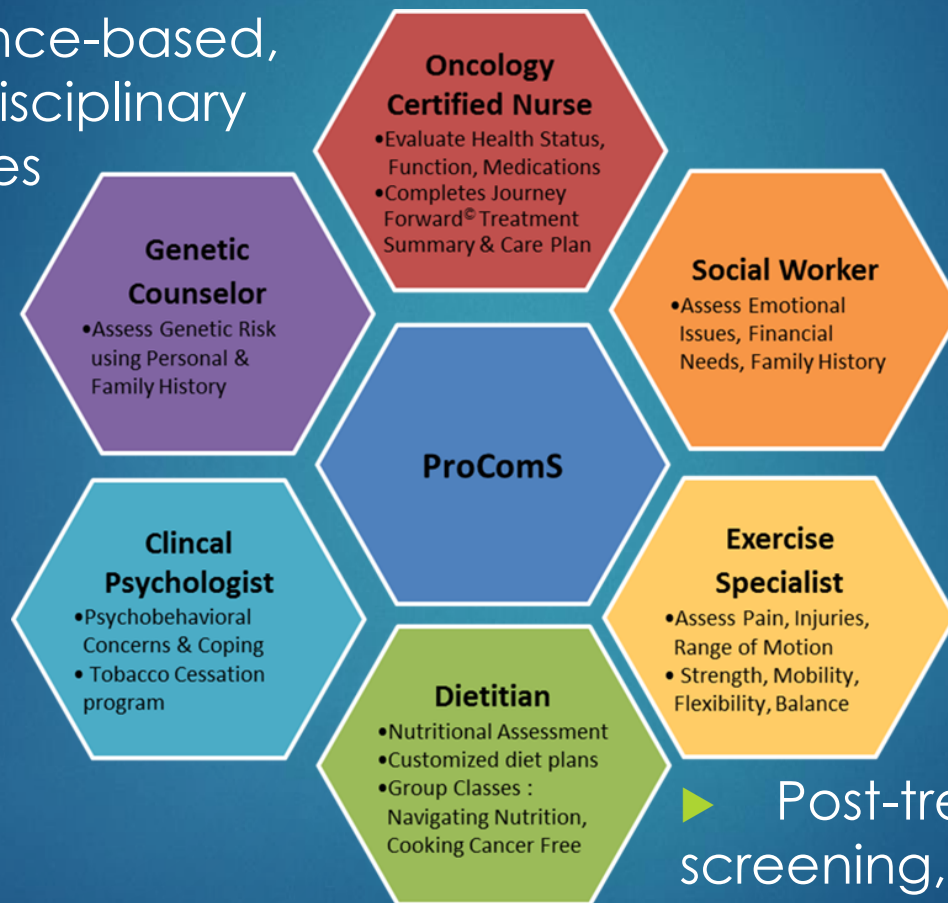 nce-based,
isciplinary
es
Oncology
Certified Nurse
•Evaluate Health Status,
Function, Medications
•Completes Journey
Forward© Treatment
Summary & Care Plan
Genetic
Counselor
•Assess Genetic Risk
using Personal &
Family History
Social Worker
•Assess Emotional
Issues, Financial
Needs, Family History
ProComS
Clincal
Psychologist
•Psychobehavioral
Concerns & Coping
• Tobacco Cessation
program
Exercise
Specialist
•Assess Pain, Injuries,
Range of Motion
• Strength, Mobility,
Flexibility, Balance
Dietitian
•Nutritional Assessment
•Customized diet plans
•Group Classes :
Navigating Nutrition,
Cooking Cancer Free
Post-tre
screening,